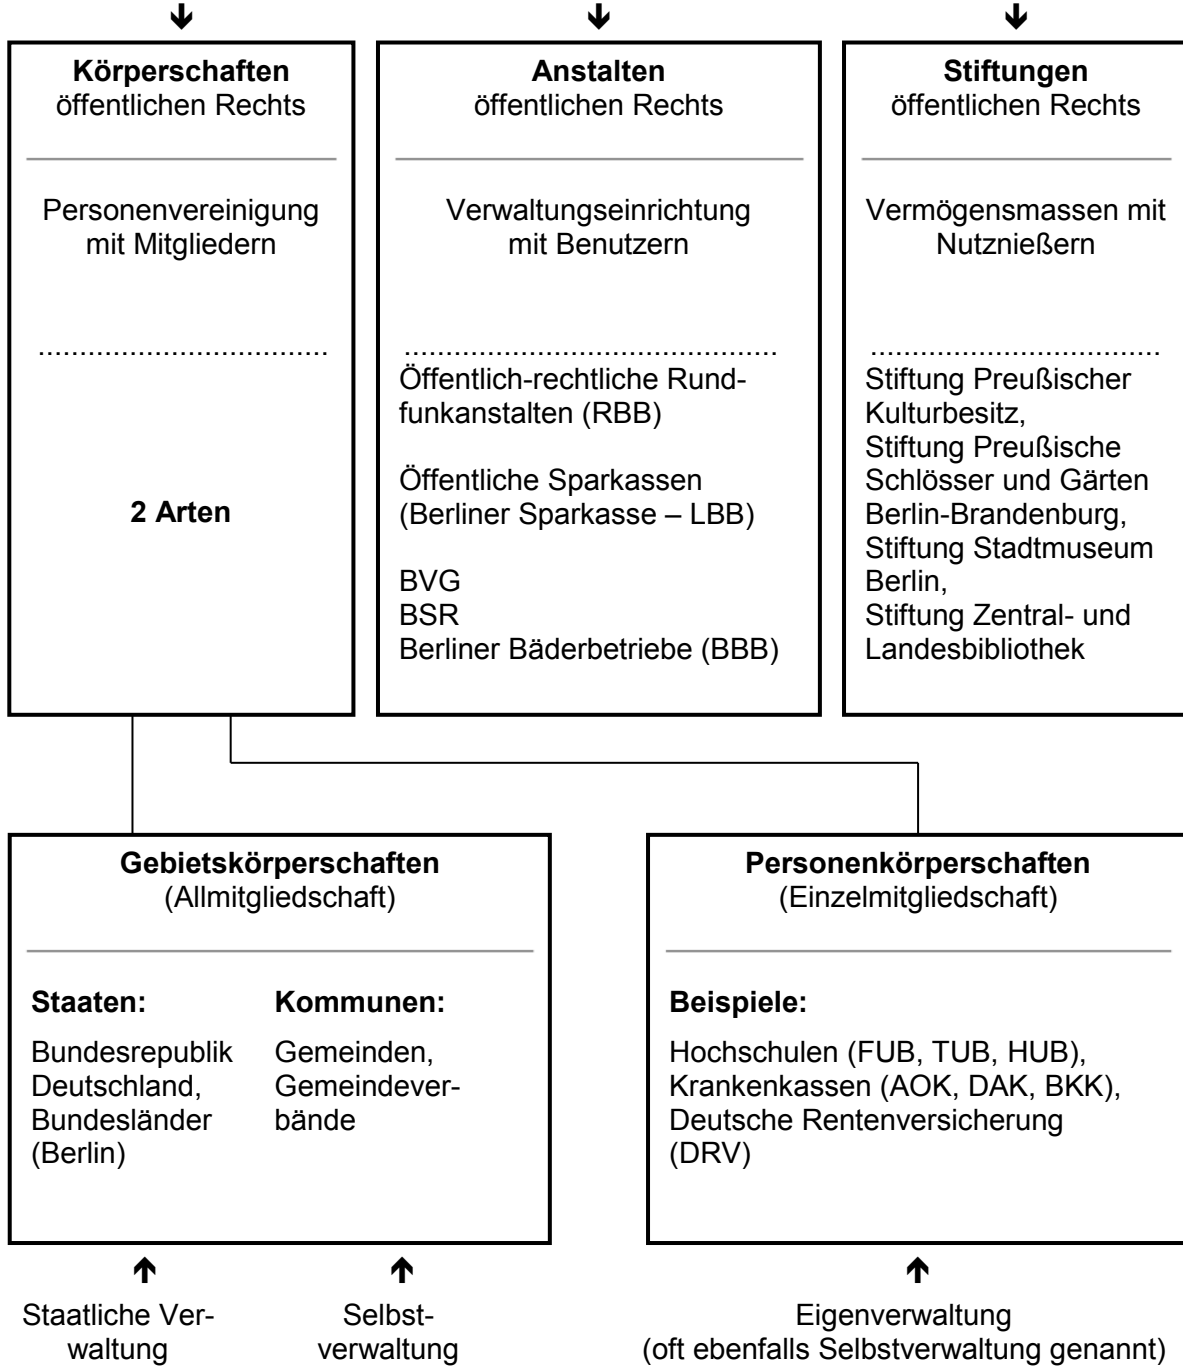 Körperschaften
öffentlichen Rechts
Personenvereinigung
mit Mitgliedern
...................................
2 Arten
Anstalten
öffentlichen Rechts
Verwaltungseinrichtung
mit Benutzern
.............................................
Öffentlich-rechtliche Rund-
funkanstalten (RBB)
Öffentliche Sparkassen
(Berliner Sparkasse – LBB)
BVG
BSR
Berliner Bäderbetriebe (BBB)
Stiftungen
öffentlichen Rechts
Vermögensmassen mit
Nutznießern
...................................
Stiftung Preußischer
Kulturbesitz,
Stiftung Preußische
Schlösser und Gärten
Berlin-Brandenburg,
Stiftung Stadtmuseum
Berlin,
Stiftung Zentral- und
Landesbibliothek
Gebietskörperschaften
(Allmitgliedschaft)
Staaten:
Bundesrepublik
Deutschland,
Bundesländer
(Berlin)
Kommunen:
Gemeinden,
Gemeindever-
bände
Personenkörperschaften
(Einzelmitgliedschaft)
Beispiele:
Hochschulen (FUB, TUB, HUB),
Krankenkassen (AOK, DAK, BKK),
Deutsche Rentenversicherung
(DRV)
Staatliche Ver-
waltung
Selbst-
verwaltung
Eigenverwaltung
(oft ebenfalls Selbstverwaltung genannt)